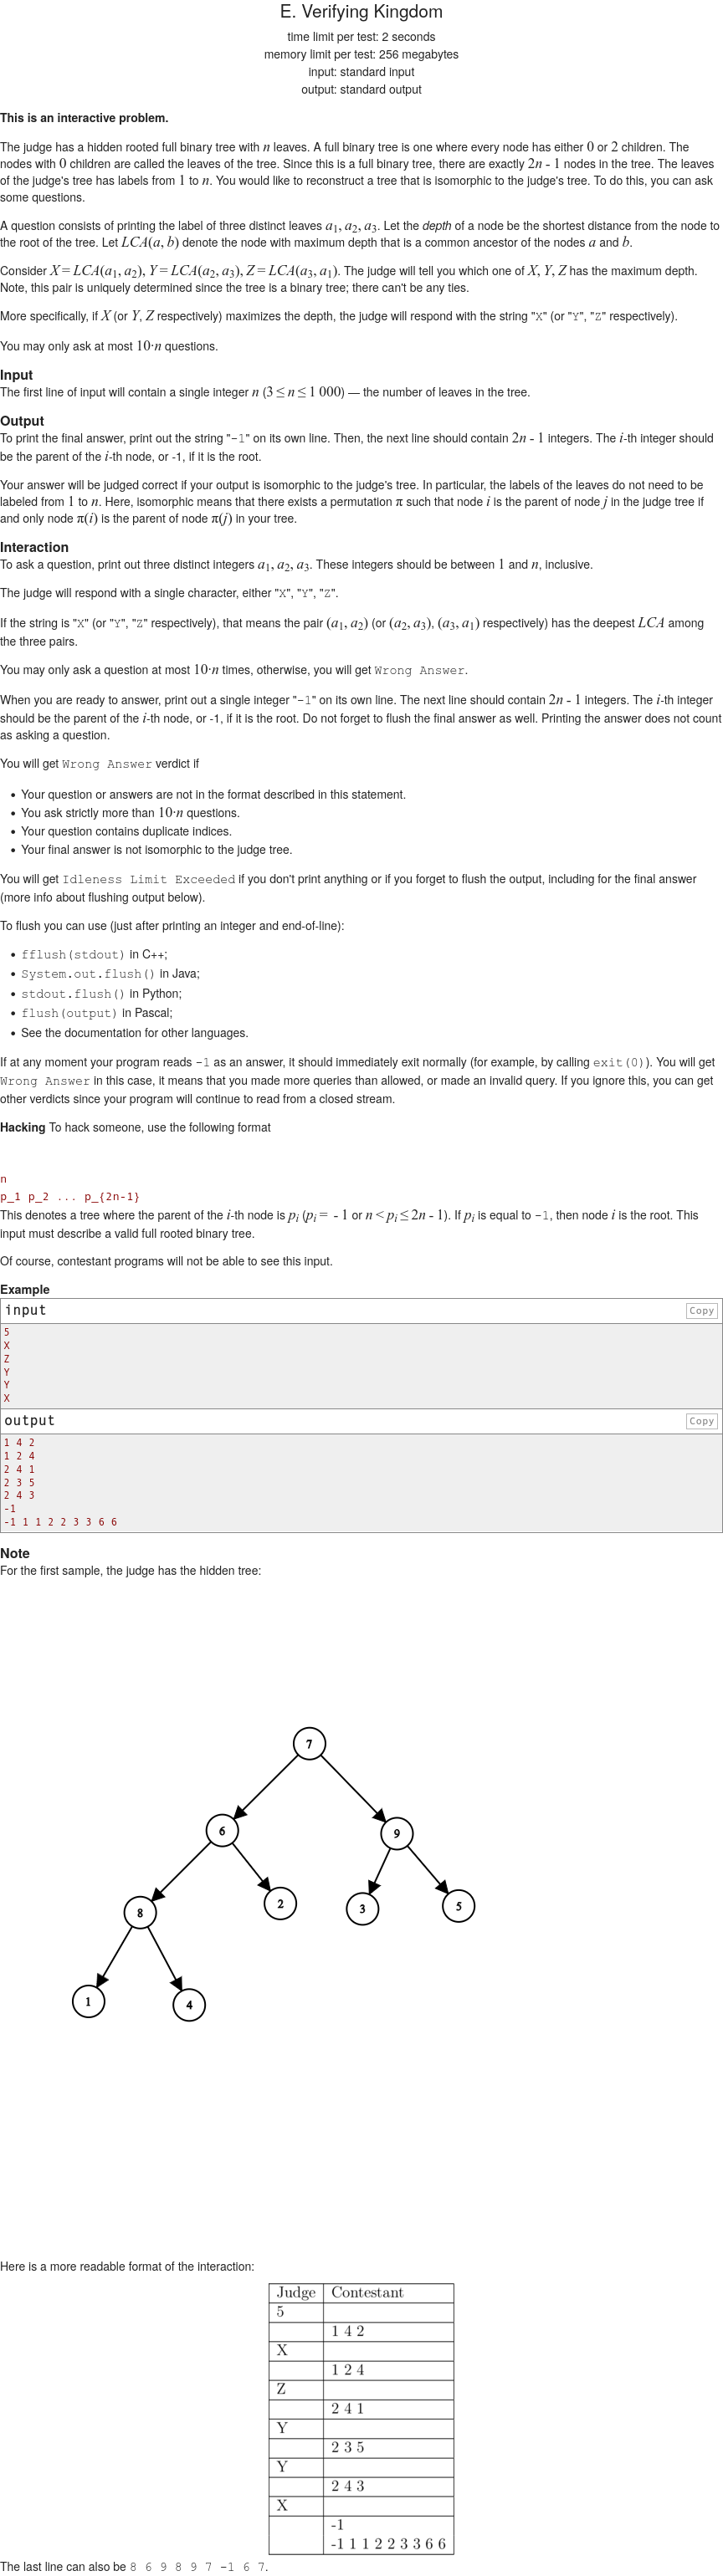 E. Verifying Kingdom
time limit per test: 2 seconds
memory limit per test: 256 megabytes
input: standard input
output: standard output
This is an interactive problem.
The judge has a hidden rooted full binary tree with n leaves. A full binary tree is one where every node has either 0 or 2 children. The
nodes with 0 children are called the leaves of the tree. Since this is a full binary tree, there are exactly 2n - 1 nodes in the tree. The leaves
of the judge's tree has labels from 1 to n. You would like to reconstruct a tree that is isomorphic to the judge's tree. To do this, you can ask
some questions.
A question consists of printing the label of three distinct leaves a1, a2, a3. Let the depth of a node be the shortest distance from the node to
the root of the tree. Let LCA(a, b) denote the node with maximum depth that is a common ancestor of the nodes a and b.
Consider X = LCA(a1, a2), Y = LCA(a2, a3), Z = LCA(a3, a1). The judge will tell you which one of X, Y, Z has the maximum depth.
Note, this pair is uniquely determined since the tree is a binary tree; there can't be any ties.
More specifically, if X (or Y, Z respectively) maximizes the depth, the judge will respond with the string "X" (or "Y", "Z" respectively).
You may only ask at most 10·n questions.
Input
The first line of input will contain a single integer n (3 ≤ n ≤ 1 000) — the number of leaves in the tree.
Output
To print the final answer, print out the string "-1" on its own line. Then, the next line should contain 2n - 1 integers. The i-th integer should
be the parent of the i-th node, or -1, if it is the root.
Your answer will be judged correct if your output is isomorphic to the judge's tree. In particular, the labels of the leaves do not need to be
labeled from 1 to n. Here, isomorphic means that there exists a permutation π such that node i is the parent of node j in the judge tree if
and only node π(i) is the parent of node π(j) in your tree.
Interaction
To ask a question, print out three distinct integers a1, a2, a3. These integers should be between 1 and n, inclusive.
The judge will respond with a single character, either "X", "Y", "Z".
If the string is "X" (or "Y", "Z" respectively), that means the pair (a1, a2) (or (a2, a3), (a3, a1) respectively) has the deepest LCA among
the three pairs.
You may only ask a question at most 10·n times, otherwise, you will get Wrong Answer.
When you are ready to answer, print out a single integer "-1" on its own line. The next line should contain 2n - 1 integers. The i-th integer
should be the parent of the i-th node, or -1, if it is the root. Do not forget to flush the final answer as well. Printing the answer does not count
as asking a question.
You will get Wrong Answer verdict if
• Your question or answers are not in the format described in this statement.
• You ask strictly more than 10·n questions.
• Your question contains duplicate indices.
• Your final answer is not isomorphic to the judge tree.
You will get Idleness Limit Exceeded if you don't print anything or if you forget to flush the output, including for the final answer
(more info about flushing output below).
To flush you can use (just after printing an integer and end-of-line):
• fflush(stdout) in C++;
• System.out.flush() in Java;
• stdout.flush() in Python;
• flush(output) in Pascal;
• See the documentation for other languages.
If at any moment your program reads -1 as an answer, it should immediately exit normally (for example, by calling exit(0)). You will get
Wrong Answer in this case, it means that you made more queries than allowed, or made an invalid query. If you ignore this, you can get
other verdicts since your program will continue to read from a closed stream.
Hacking To hack someone, use the following format
n
p_1 p_2 ... p_{2n-1}
This denotes a tree where the parent of the i-th node is pi (pi = - 1 or n < pi ≤ 2n - 1). If pi is equal to -1, then node i is the root. This
input must describe a valid full rooted binary tree.
Of course, contestant programs will not be able to see this input.
Example
input
Copy
5
X
Z
Y
Y
X
output
Copy
1 4 2
1 2 4
2 4 1
2 3 5
2 4 3
-1
-1 1 1 2 2 3 3 6 6
Note
For the first sample, the judge has the hidden tree:
7
6 9
8 2 3 5
1 4
Here is a more readable format of the interaction:
Judge Contestant
5
1 4 2
X
1 2 4
Z
2 4 1
Y
2 3 5
Y
2 4 3
X
-1
-1 1 1 2 2 3 3 6 6
The last line can also be 8 6 9 8 9 7 -1 6 7.